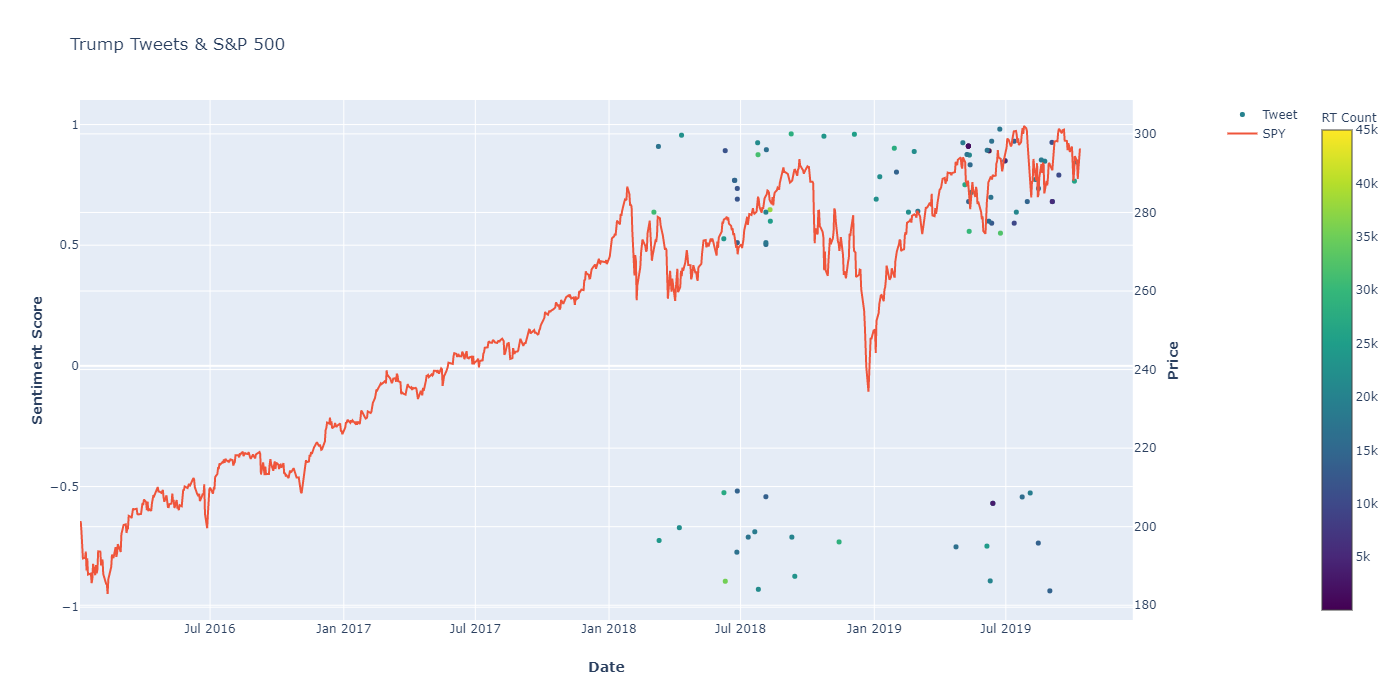 Trump Tweets & S&P 500
Tweet
SPY
RT Count
45k
40k
35k
30k
25k
20k
15k
10k
5k
1
0.5
0
−0.5
−1
Sentiment Score
300
280
260
240
220
200
180
Price
Jul 2016
Jan 2017
Jul 2017
Jan 2018
Jul 2018
Jan 2019
Jul 2019
Date